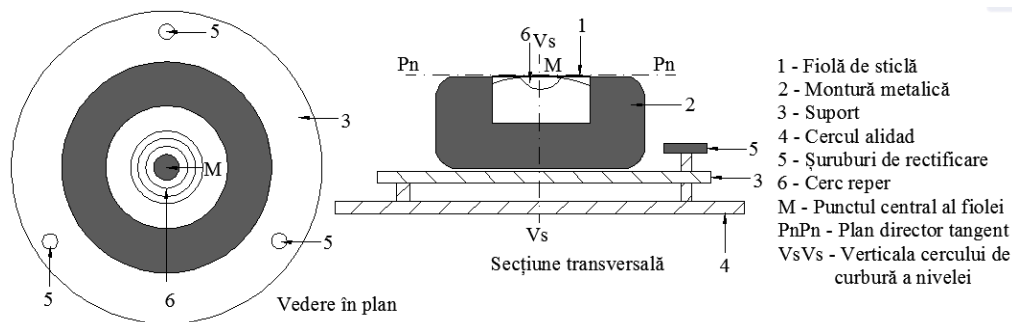 5
3
M
5
5
6
Vedere în plan
1
6
Vs
Pn
M
Pn
2
5
3
Vs
4
Secțiune transversală
1 - Fiolă de sticlă
2 - Montură metalică
3 - Suport
4 - Cercul alidad
5 - Șuruburi de rectificare
6 - Cerc reper
M - Punctul central al fiolei
PnPn - Plan director tangent
VsVs - Verticala cercului de
curbură a nivelei